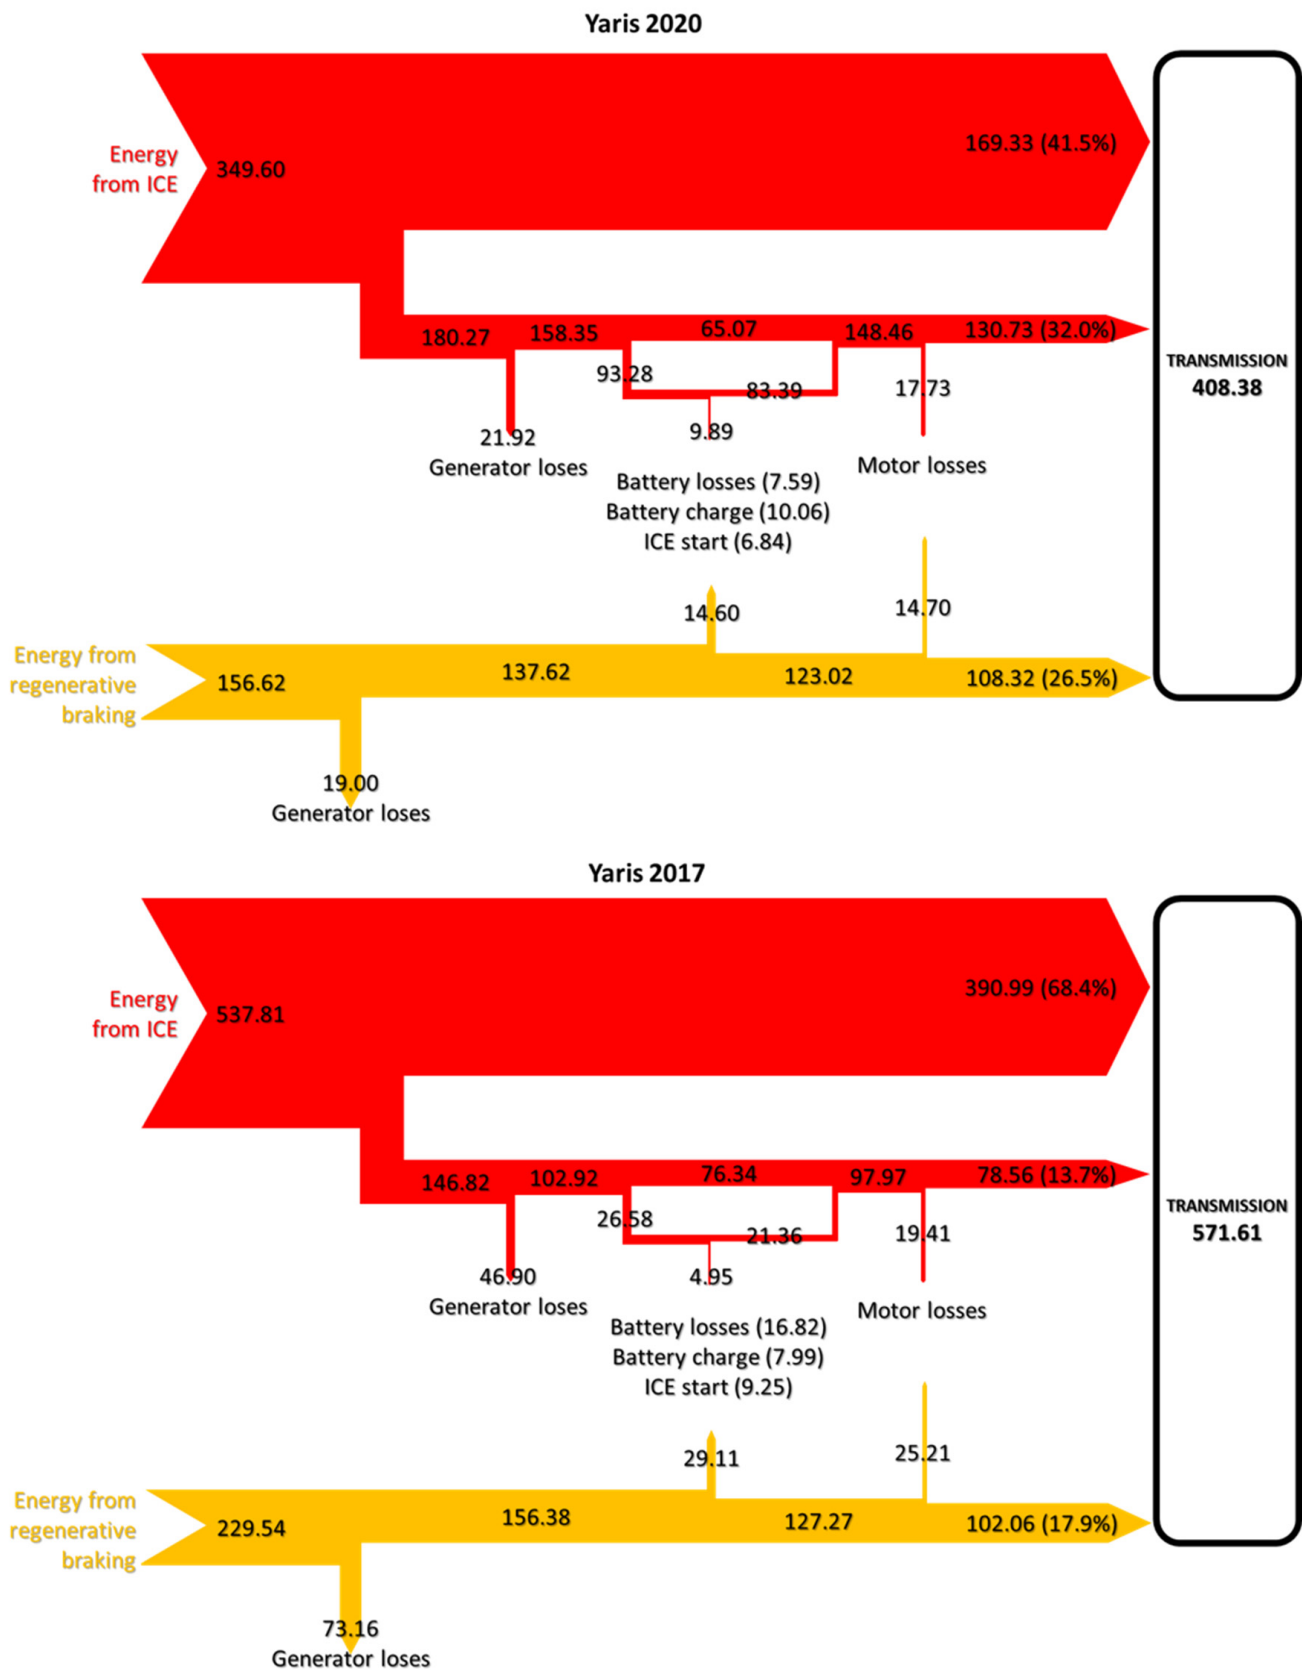 Yaris 2020
Energy
from ICE
349.60
169.33 (41.5%)
180.27
158.35
65.07
148.46
130.73 (32.0%)
93.28
83.39
17.73
21.92
Generator loses
9.89
Motor losses
Battery losses (7.59)
Battery charge (10.06)
ICE start (6.84)
TRANSMISSION
408.38
14.60
14.70
Energy from
regenerative
braking
156.62
137.62
123.02
108.32 (26.5%)
19.00
Generator loses
Yaris 2017
Energy
from ICE
537.81
390.99 (68.4%)
146.82
102.92
76.34
97.97
78.56 (13.7%)
26.58
21.36
19.41
46.90
Generator loses
4.95
Motor losses
Battery losses (16.82)
Battery charge (7.99)
ICE start (9.25)
TRANSMISSION
571.61
29.11
25.21
Energy from
regenerative
braking
229.54
156.38
127.27
102.06 (17.9%)
73.16
Generator loses